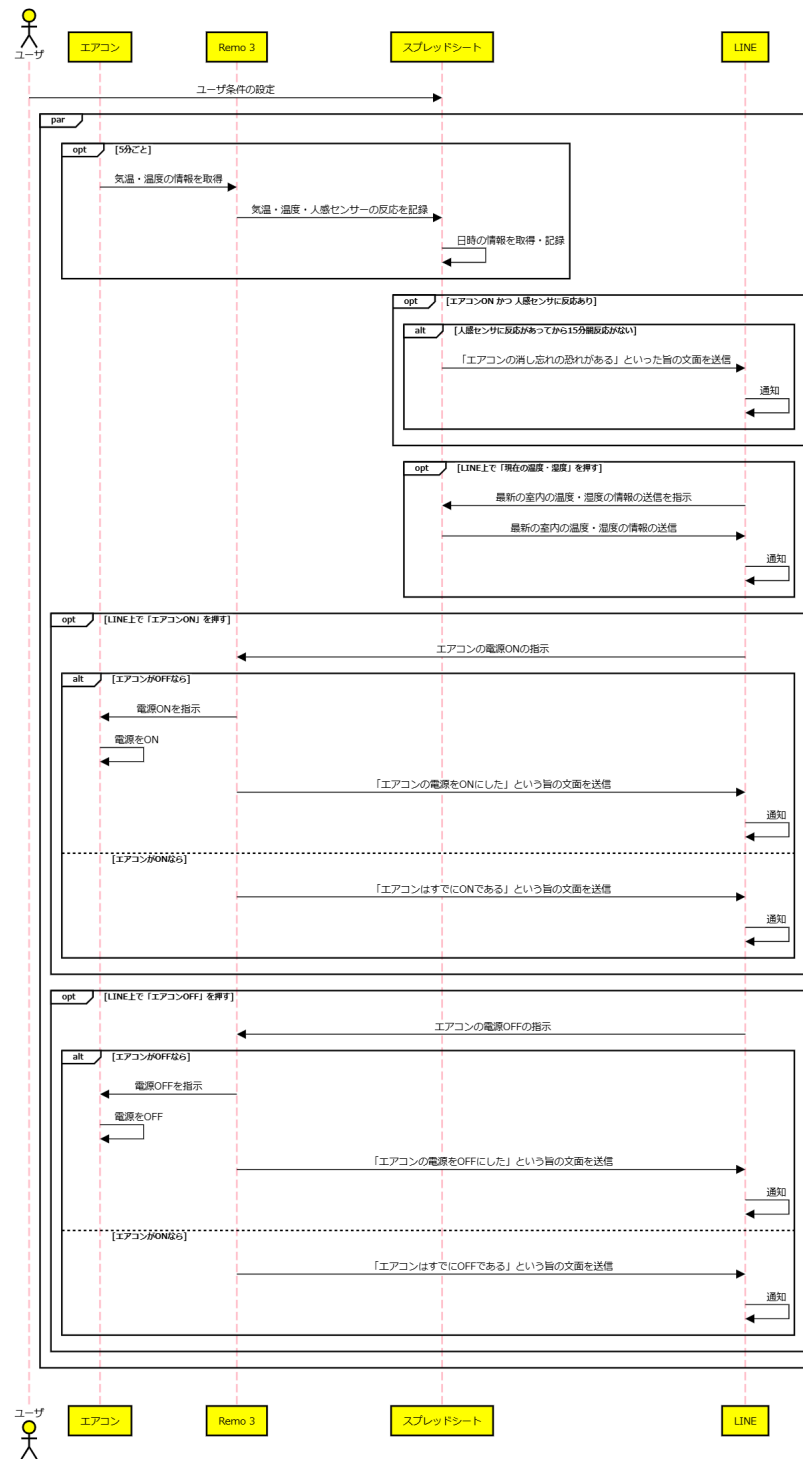 ユーザ
エアコン
Remo 3
スプレッドシート
LINE
ユーザ条件の設定
par
opt [5分ごと]
気温・温度の情報を取得
気温・温度・人感センサーの反応を記録
日時の情報を取得・記録
opt [エアコンON かつ 人感センサに反応あり]
alt [人感センサに反応があってから15分間反応がない]
「エアコンの消し忘れの恐れがある」といった旨の文面を送信
通知
opt [LINE上で「現在の温度・湿度」を押す]
最新の室内の温度・湿度の情報の送信を指示
最新の室内の温度・湿度の情報の送信
通知
opt [LINE上で「エアコンON」を押す]
エアコンの電源ONの指示
alt [エアコンがOFFなら]
電源ONを指示
電源をON
「エアコンの電源をONにした」という旨の文面を送信
通知
[エアコンがONなら]
「エアコンはすでにONである」という旨の文面を送信
通知
opt [LINE上で「エアコンOFF」を押す]
エアコンの電源OFFの指示
alt [エアコンがOFFなら]
電源OFFを指示
電源をOFF
「エアコンの電源をOFFにした」という旨の文面を送信
通知
[エアコンがONなら]
「エアコンはすでにOFFである」という旨の文面を送信
通知
ユーザ
エアコン
Remo 3
スプレッドシート
LINE